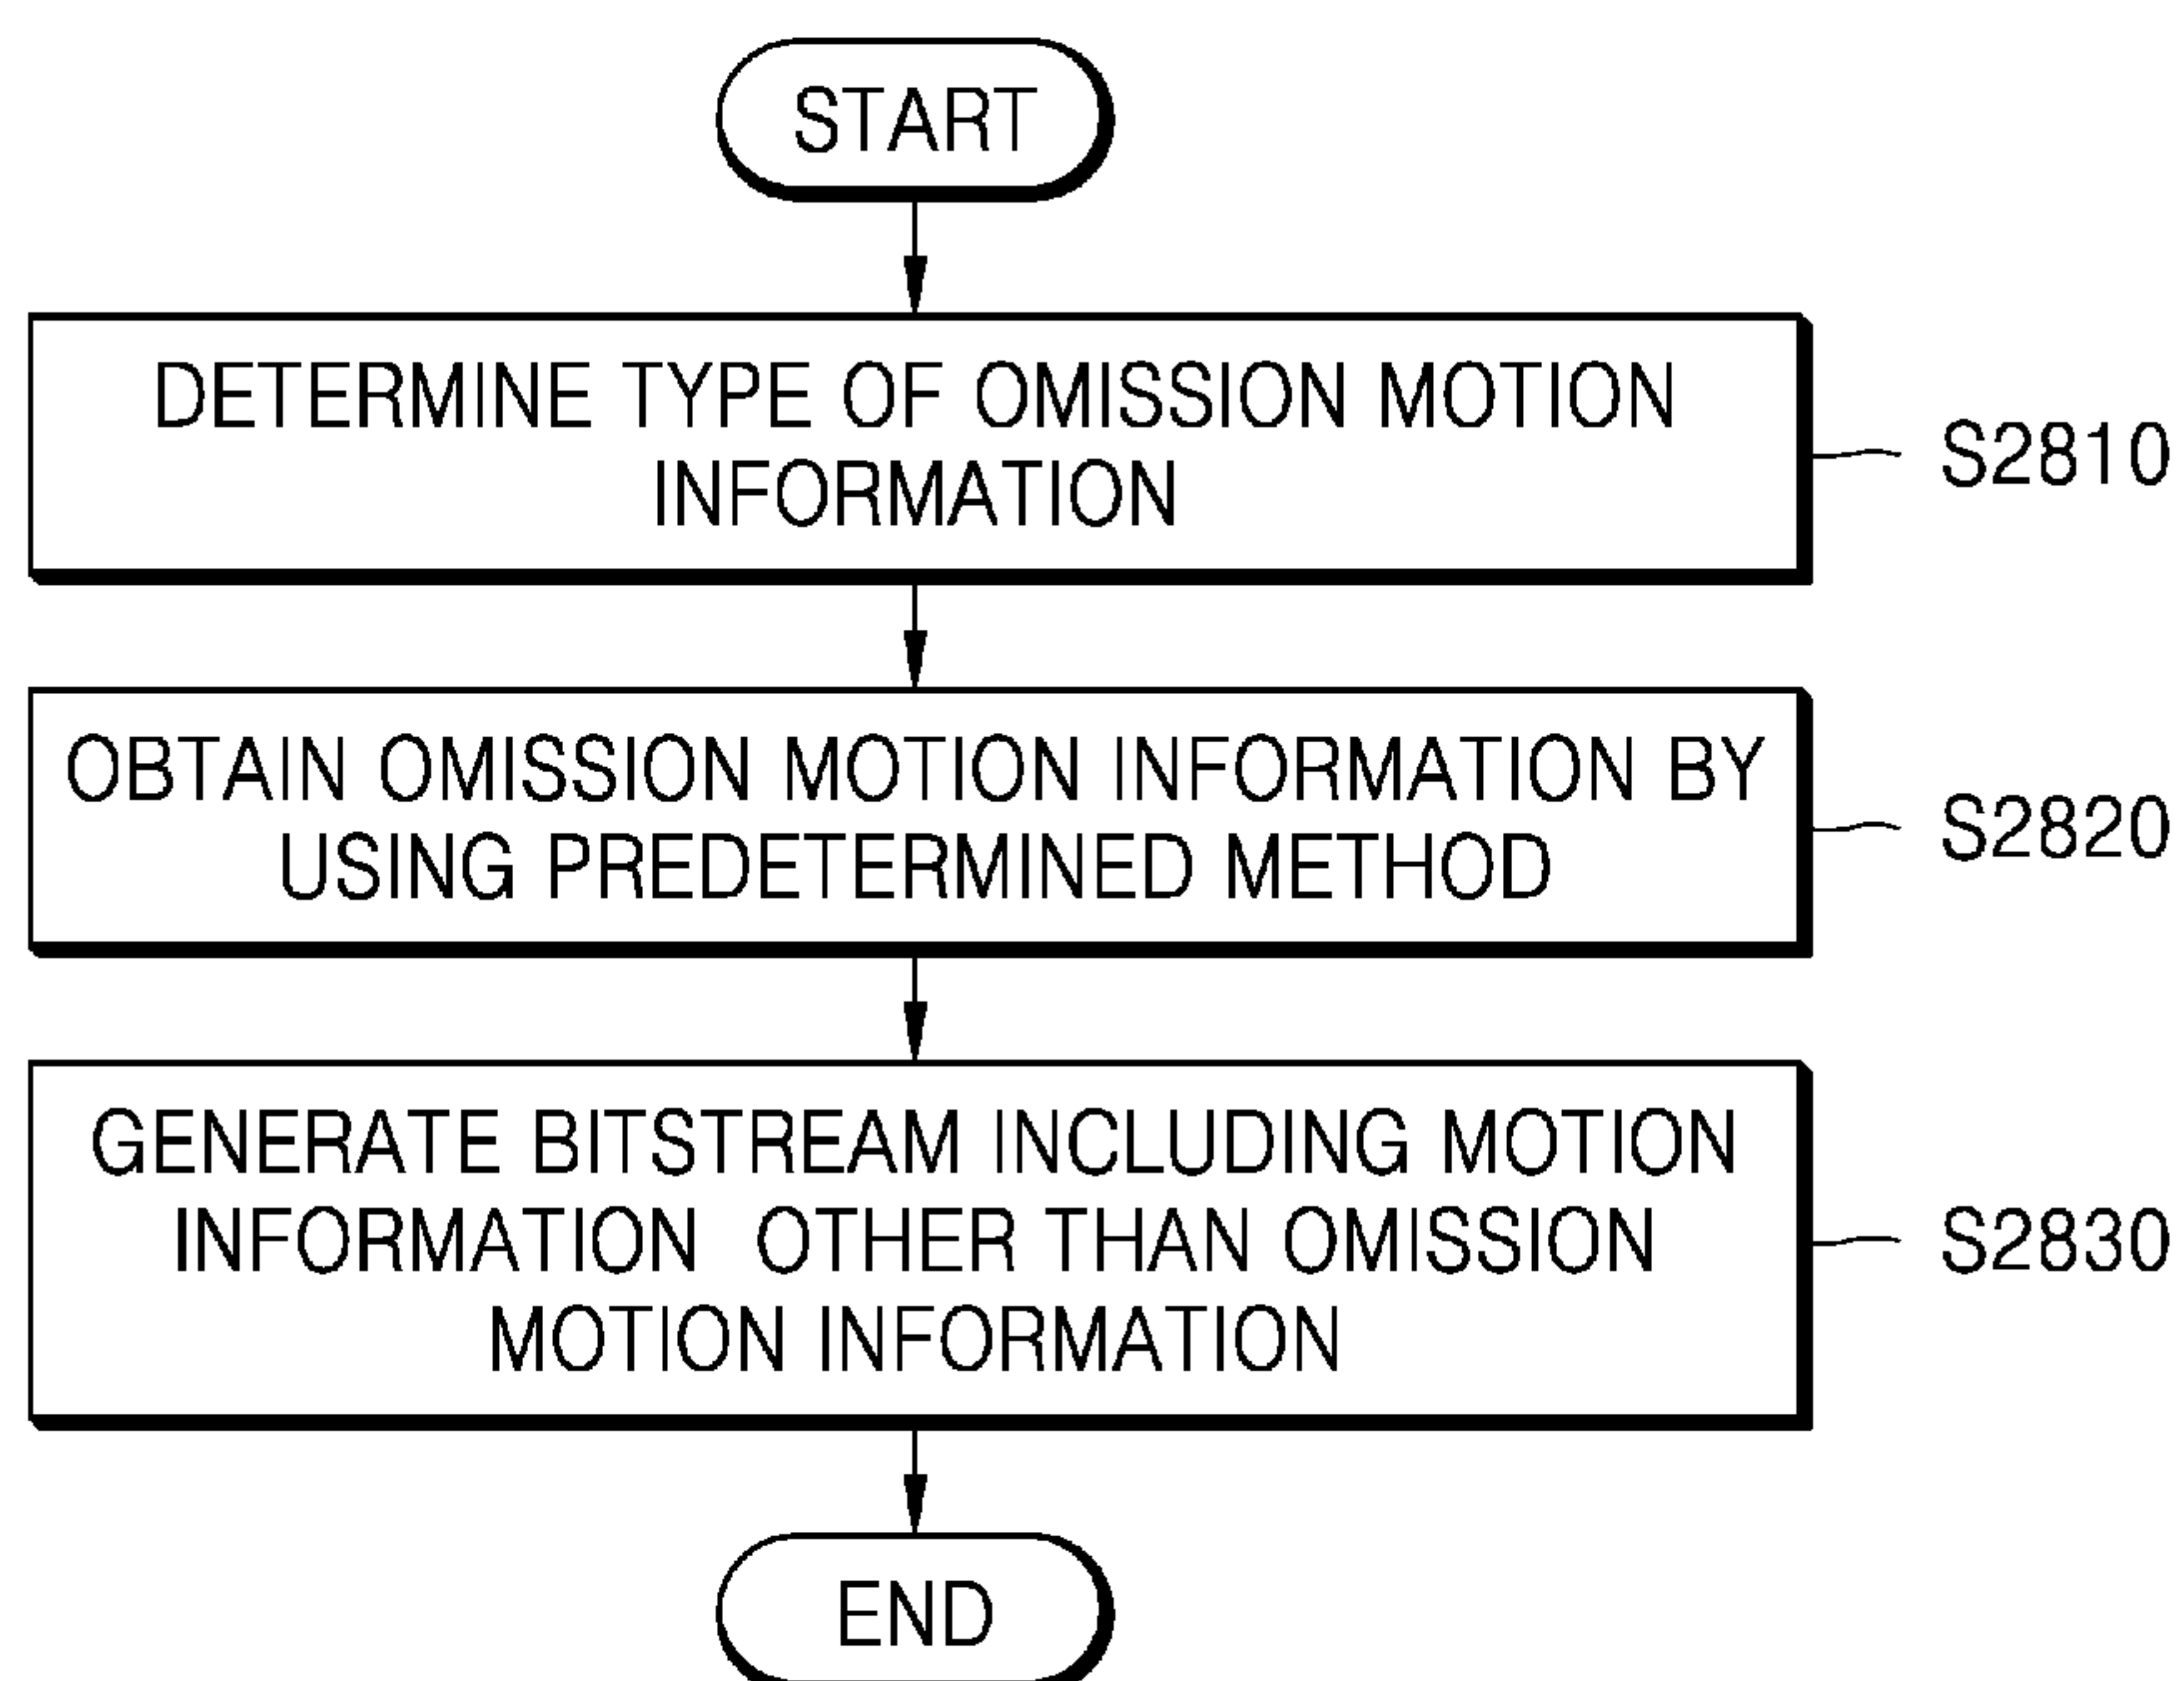 START
DETERMINE TYPE OF OMISSION MOTION
INFORMATION
S2810
OBTAIN OMISSION MOTION INFORMATION BY
USING PREDETERMINED METHOD
S2820
GENERATE BITSTREAM INCLUDING MOTION
INFORMATION OTHER THAN OMISSION
MOTION INFORMATION
S2830
END